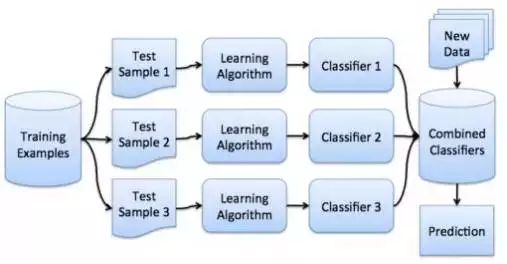 Training
Examples
Test
Sample 1
Learning
Algorithm
Classifier 1
Test
Sample 2
Learning
Algorithm
Classifier 2
Test
Sample 3
Learning
Algorithm
Classifier 3
New
Data
Combined
Classifiers
Prediction